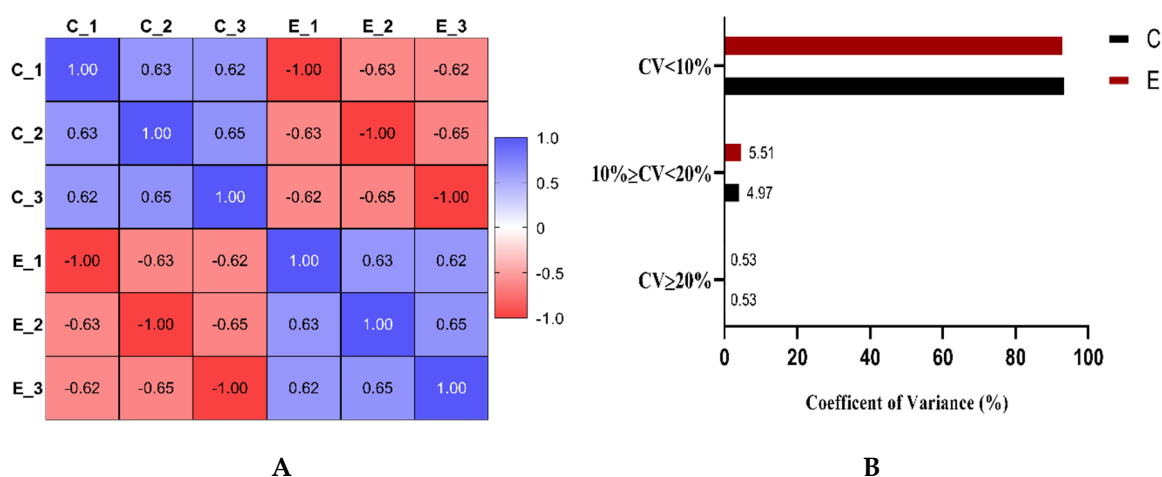 C_1 C_2 C_3 E_1 E_2 E_3
C_1 1.00 0.63 0.62 -1.00 -0.63 -0.62
C_2 0.63 1.00 0.65 -0.63 -1.00 -0.65
C_3 0.62 0.65 1.00 -0.62 -0.65 -1.00
E_1 -1.00 -0.63 -0.62 1.00 0.63 0.62
E_2 -0.63 -1.00 -0.65 0.63 1.00 0.65
E_3 -0.62 -0.65 -1.00 0.62 0.65 1.00
1.0
0.5
0
-0.5
-1.0
A
C
E
CV<10%
10%≥CV<20%
5.51
4.97
CV≥20%
0.53
0.53
0 20 40 60 80 100
Coefficent of Variance (%)
B